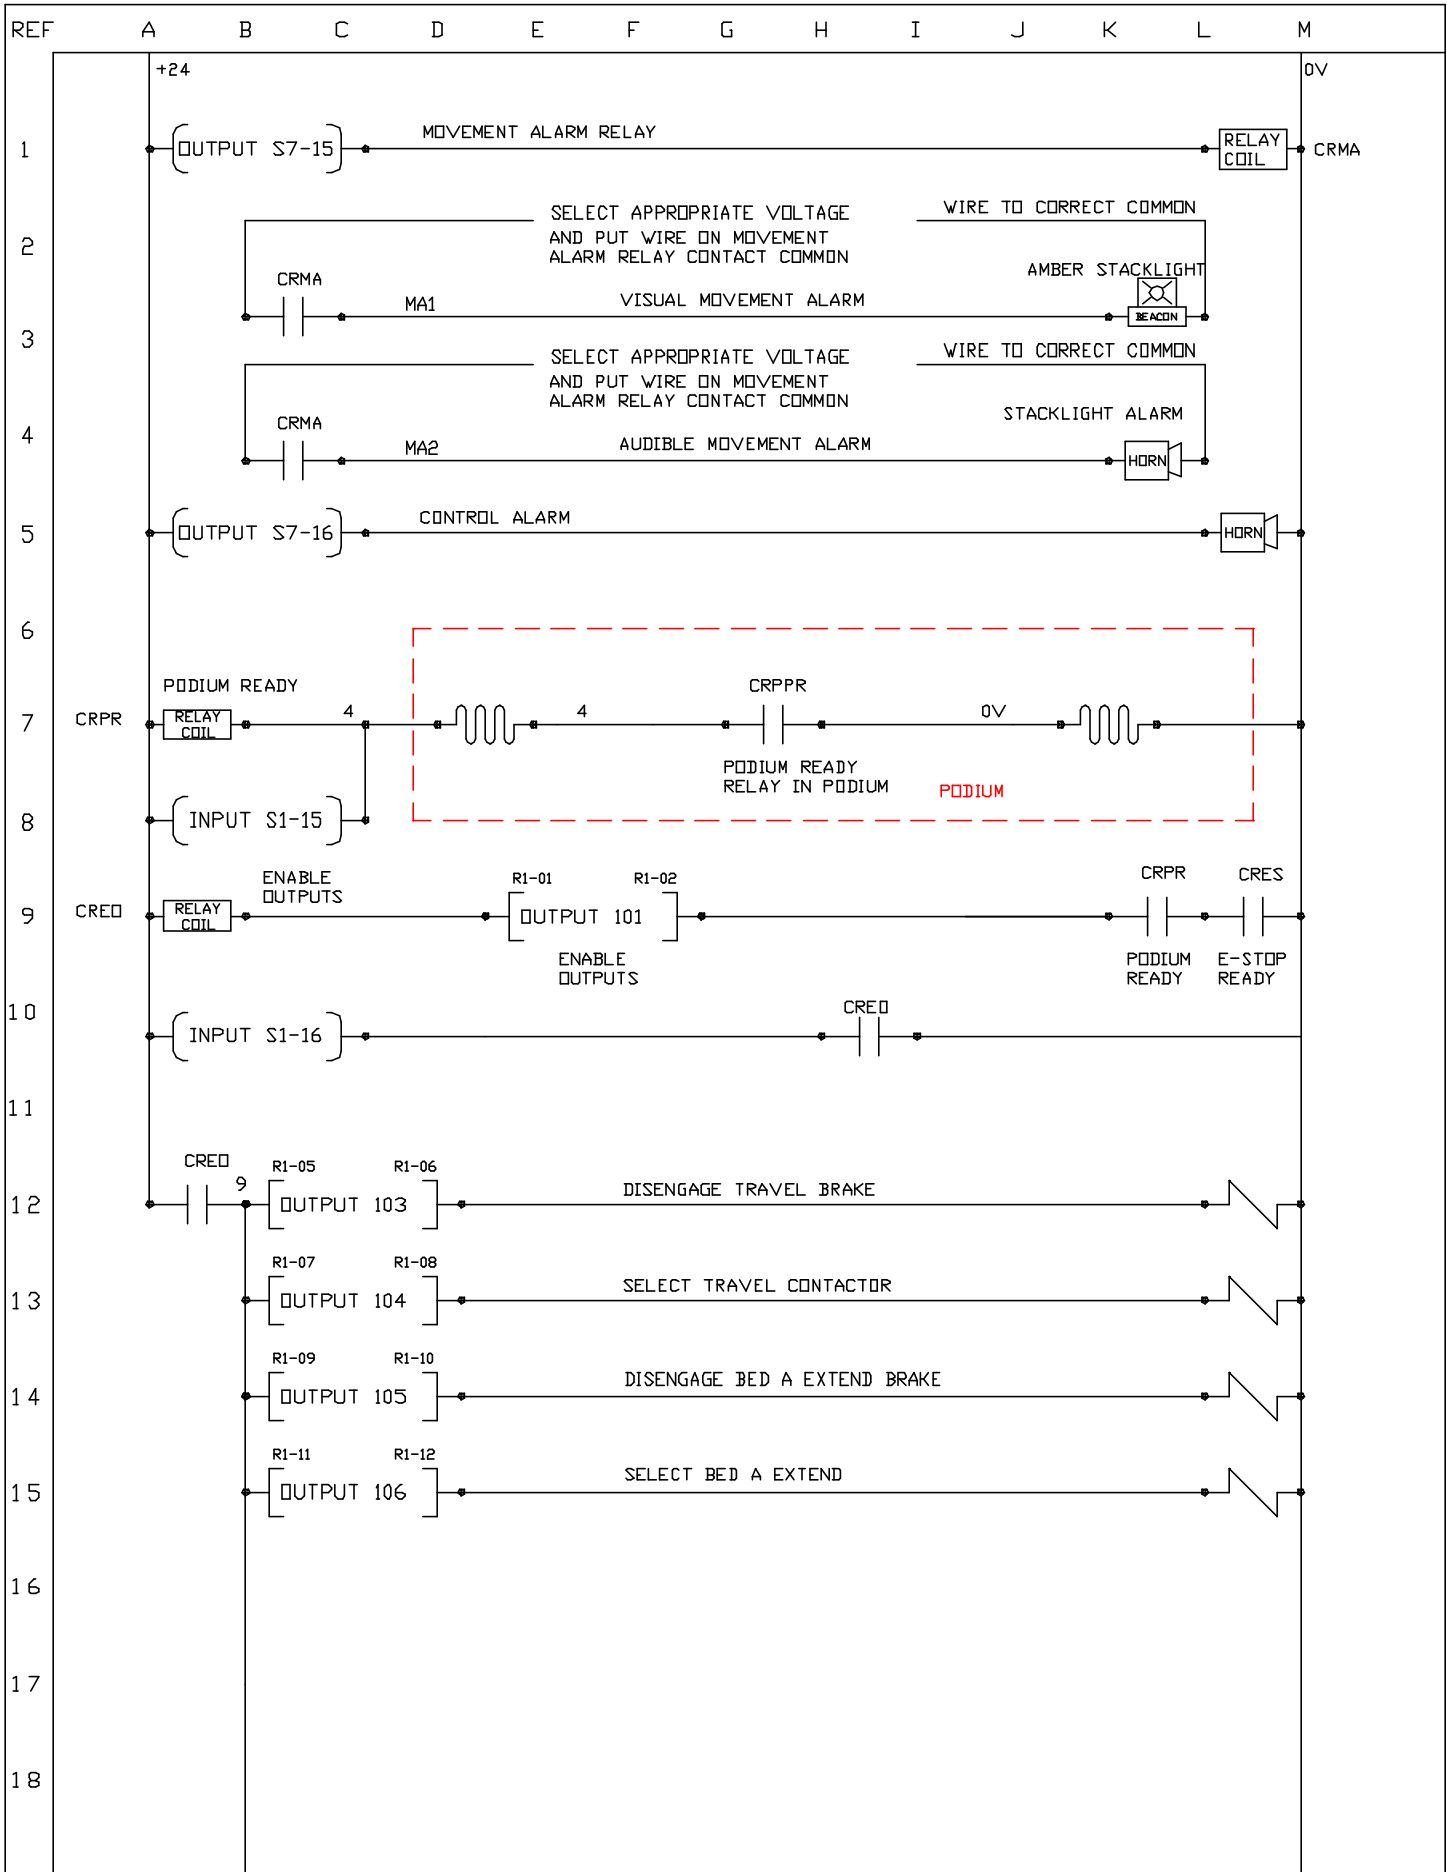 REF A B C D E F G H I J K L M
+24 0V
1 OUTPUT S7-15 MOVEMENT ALARM RELAY RELAY COIL CRMA
SELECT APPROPRIATE VOLTAGE WIRE TO CORRECT COMMON
2 AND PUT WIRE ON MOVEMENT
ALARM RELAY CONTACT COMMON
AMBER STACKLIGHT
CRMA
MA1 VISUAL MOVEMENT ALARM BEACON
3
SELECT APPROPRIATE VOLTAGE WIRE TO CORRECT COMMON
AND PUT WIRE ON MOVEMENT
ALARM RELAY CONTACT COMMON
STACKLIGHT ALARM
4 CRMA
MA2 AUDIBLE MOVEMENT ALARM HORN
5 OUTPUT S7-16 CONTROL ALARM HORN
6
PODIUM READY CRPPR
7 CRPR RELAY COIL 4 4 0V
PODIUM READY
RELAY IN PODIUM PODIUM
8 INPUT S1-15
ENABLE
OUTPUTS
R1-01 R1-02 CRPR CRES
9 CREO RELAY COIL OUTPUT 101
ENABLE
OUTPUTS
PODIUM
READY
E-STOP
READY
10 CREO
INPUT S1-16
11
CREO 9 R1-05 R1-06
12 OUTPUT 103 DISENGAGE TRAVEL BRAKE
R1-07 R1-08
13 OUTPUT 104 SELECT TRAVEL CONTACTOR
R1-09 R1-10
14 OUTPUT 105 DISENGAGE BED A EXTEND BRAKE
R1-11 R1-12
15 OUTPUT 106 SELECT BED A EXTEND
16
17
18